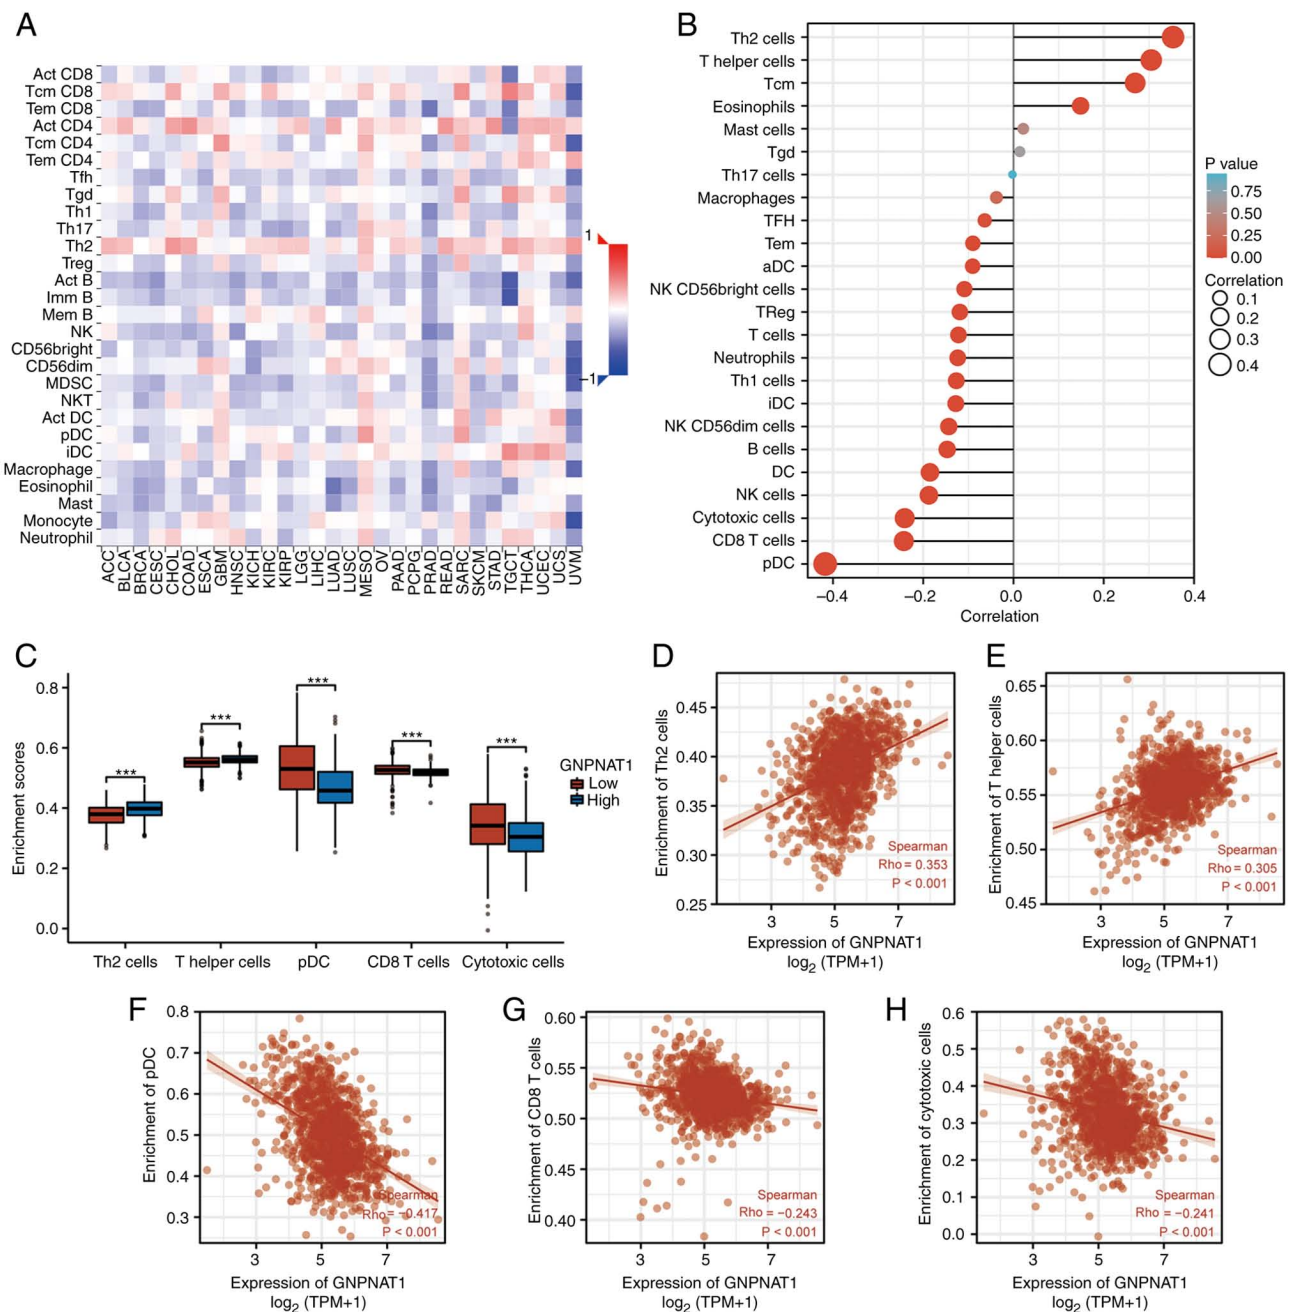 A
Act CD8
Tcm CD8
Tem CD8
Act CD4
Tcm CD4
Tem CD4
Tfh
Tgd
Th1
Th17
Th2
Treg
Act B
Imm B
Mem B
NK
CD56bright
CD56dim
MDSC
NKT
Act DC
pDC
iDC
Macrophage
Eosinophil
Mast
Monocyte
Neutrophil
ACC
BLCA
BRCA
CESC
CHOL
COAD
ESCA
GBM
HNSC
KICH
KIRC
KIRP
LGG
LIHC
LUAD
LUSC
MESO
OV
PAAD
PCPG
PRAD
READ
SARC
SKCM
STAD
TGCT
THCA
UCEC
UCS
UVM
1
−1
B
Th2 cells
T helper cells
Tcm
Eosinophils
Mast cells
Tgd
Th17 cells
Macrophages
TFH
Tem
aDC
NK CD56bright cells
TReg
T cells
Neutrophils
Th1 cells
iDC
NK CD56dim cells
B cells
DC
NK cells
Cytotoxic cells
CD8 T cells
pDC
−0.4 −0.2 0.0 0.2 0.4
Correlation
P value
0.75
0.50
0.25
0.00
Correlation
0.1
0.2
0.3
0.4
C
Enrichment scores
0.8
0.6
0.4
0.2
0.0
***
***
***
***
***
Th2 cells T helper cells pDC CD8 T cells Cytotoxic cells
GNPNAT1
Low
High
D
Enrichment of Th2 cells
0.45
0.40
0.35
0.30
0.25
Spearman
Rho = 0.353
P < 0.001
3 5 7
Expression of GNPNAT1
log2 (TPM+1)
E
Enrichment of T helper cells
0.65
0.60
0.55
0.50
0.45
Spearman
Rho = 0.305
P < 0.001
3 5 7
Expression of GNPNAT1
log2 (TPM+1)
F
Enrichment of pDC
0.8
0.7
0.6
0.5
0.4
0.3
Spearman
Rho = −0.417
P < 0.001
3 5 7
Expression of GNPNAT1
log2 (TPM+1)
G
Enrichment of CD8 T cells
0.60
0.55
0.50
0.45
0.40
Spearman
Rho = −0.243
P < 0.001
3 5 7
Expression of GNPNAT1
log2 (TPM+1)
H
Enrichment of cytotoxic cells
0.6
0.5
0.4
0.3
0.2
0.1
0.0
Spearman
Rho = −0.241
P < 0.001
3 5 7
Expression of GNPNAT1
log2 (TPM+1)